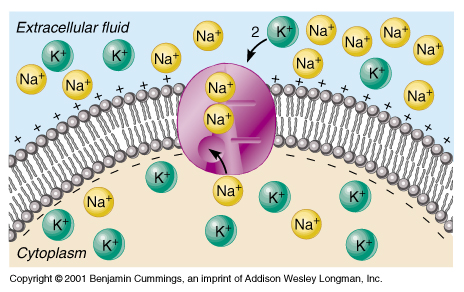 Extracellular fluid
2
K⁺
Na⁺
Na⁺
Na⁺
Na⁺
Na⁺
K⁺
K⁺
Na⁺
Na⁺
K⁺
Na⁺
Na⁺
Na⁺
Na⁺
Na⁺
K⁺
Na⁺
K⁺
K⁺
Na⁺
K⁺
Na⁺
K⁺
K⁺
K⁺
Cytoplasm
Copyright © 2001 Benjamin Cummings, an imprint of Addison Wesley Longman, Inc.